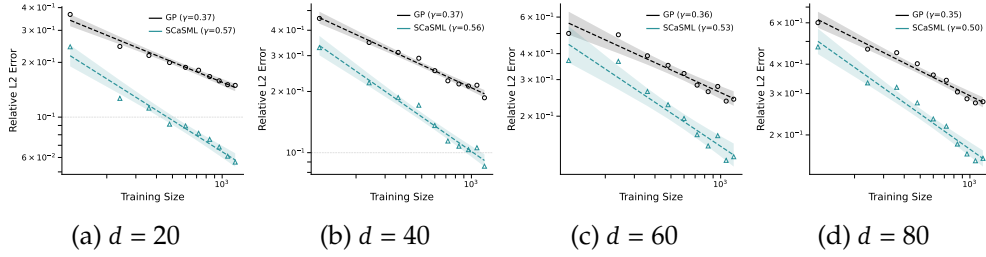 4 × 10⁻¹
3 × 10⁻¹
2 × 10⁻¹
10⁻¹
6 × 10⁻²
Relative L2 Error
GP (γ=0.37)
SCaSML (γ=0.57)
10³
Training Size
(a) d = 20
4 × 10⁻¹
3 × 10⁻¹
2 × 10⁻¹
10⁻¹
Relative L2 Error
GP (γ=0.37)
SCaSML (γ=0.56)
10³
Training Size
(b) d = 40
6 × 10⁻¹
4 × 10⁻¹
3 × 10⁻¹
2 × 10⁻¹
Relative L2 Error
GP (γ=0.36)
SCaSML (γ=0.53)
10³
Training Size
(c) d = 60
6 × 10⁻¹
4 × 10⁻¹
3 × 10⁻¹
2 × 10⁻¹
Relative L2 Error
GP (γ=0.35)
SCaSML (γ=0.50)
10³
Training Size
(d) d = 80